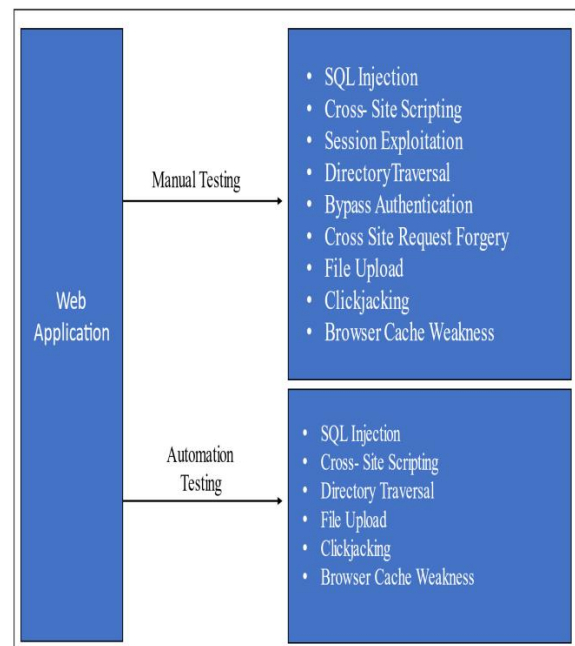 Web
Application
Manual Testing
• SQL Injection
• Cross- Site Scripting
• Session Exploitation
• DirectoryTraversal
• Bypass Authentication
• Cross Site Request Forgery
• File Upload
• Clickjacking
• Browser Cache Weakness
Automation
Testing
• SQL Injection
• Cross- Site Scripting
• Directory Traversal
• File Upload
• Clickjacking
• Browser Cache Weakness